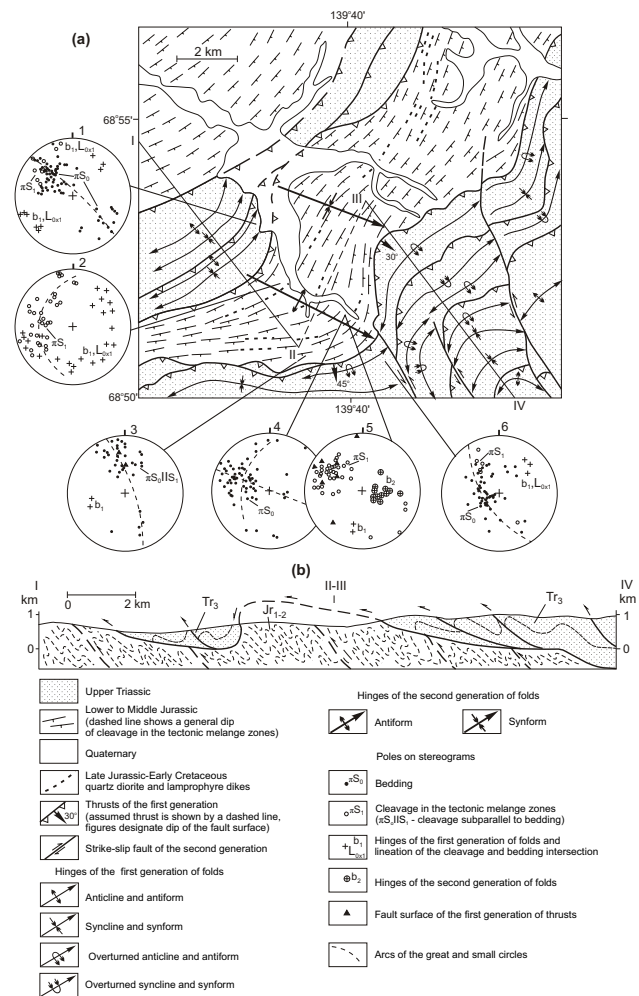 139°40'
(a)
2 km
68°55'
I
1
b1,L0x1
πS0
πS1
b1,L0x1
III
30°
2
πS1
b1,L0x1
II
45°
68°50'
139°40'
IV
3
πS0IIS1
b1
4
πS0
5
πS1
b2
b1
6
πS1
b1,L0x1
πS0
(b)
I
km
1
0
0 2 km
Tr3
II-III
I
Jr1-2
Tr3
IV
km
1
0
Upper Triassic
Lower to Middle Jurassic
(dashed line shows a general dip
of cleavage in the tectonic melange zones)
Quaternary
Late Jurassic-Early Cretaceous
quartz diorite and lamprophyre dikes
30°
Thrusts of the first generation
(assumed thrust is shown by a dashed line,
figures designate dip of the fault surface)
Strike-slip fault of the second generation
Hinges of the first generation of folds
Anticline and antiform
Syncline and synform
Overturned anticline and antiform
Overturned syncline and synform
Hinges of the second generation of folds
Antiform
Synform
Poles on stereograms
πS0
Bedding
πS1
Cleavage in the tectonic melange zones
(πS0IIS1 - cleavage subparallel to bedding)
b1
L0x1
Hinges of the first generation of folds and
lineation of the cleavage and bedding intersection
b2
Hinges of the second generation of folds
Fault surface of the first generation of thrusts
Arcs of the great and small circles